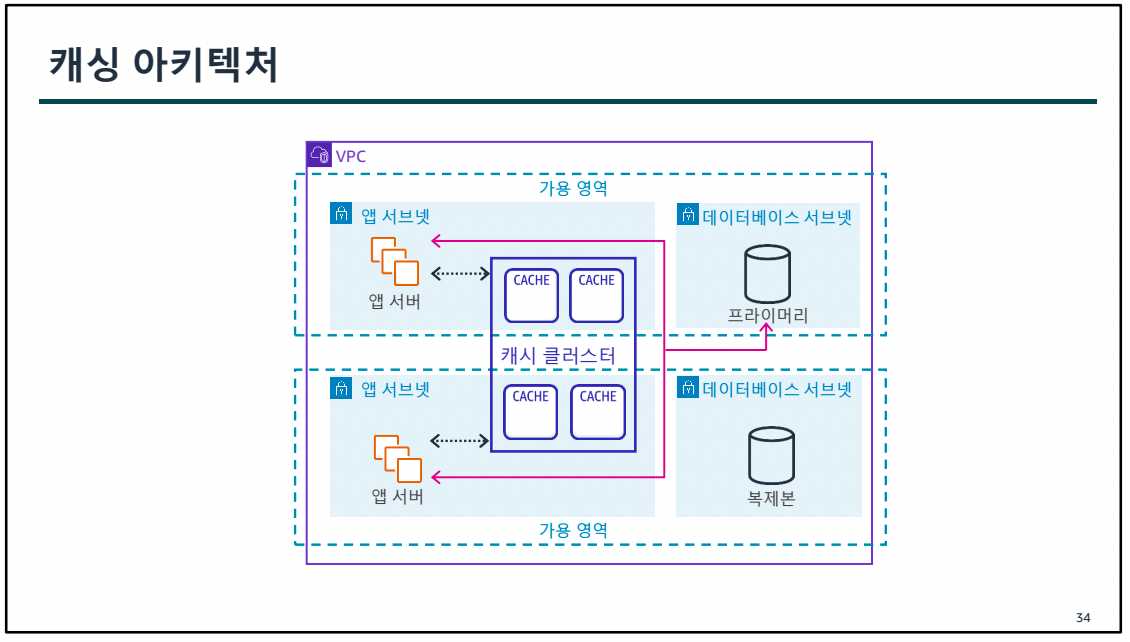 캐싱 아키텍처
VPC
가용 영역
앱 서브넷
데이터베이스 서브넷
CACHE
CACHE
앱 서버
프라이머리
캐시 클러스터
앱 서브넷
데이터베이스 서브넷
CACHE
CACHE
앱 서버
복제본
가용 영역
34